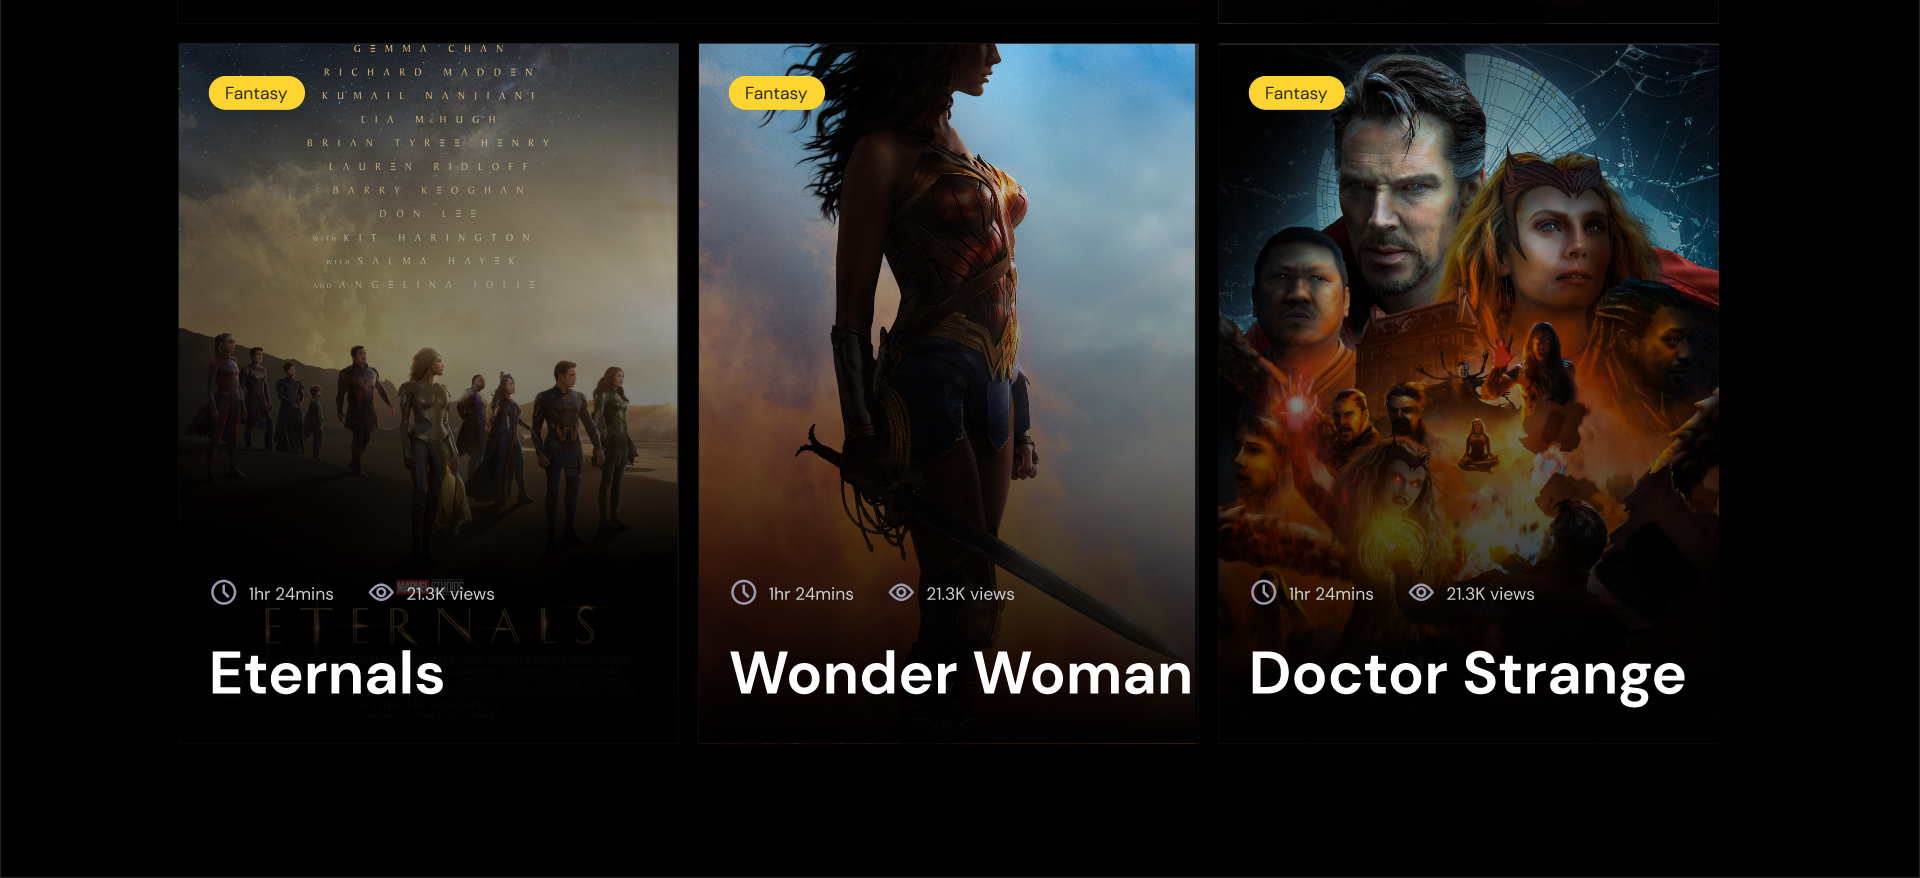 GEMMA CHAN
RICHARD MADDEN
KUMAIL NANJIANI
LIA McHUGH
BRIAN TYREE HENRY
LAUREN RIDLOFF
BARRY KEOGHAN
DON LEE
WITH KIT HARINGTON
WITH SALMA HAYEK
AND ANGELINA JOLIE
Fantasy
MARVEL STUDIOS
1hr 24mins
21.3K views
ETERNALS
Eternals
Fantasy
1hr 24mins
21.3K views
Wonder Woman
Fantasy
1hr 24mins
21.3K views
Doctor Strange